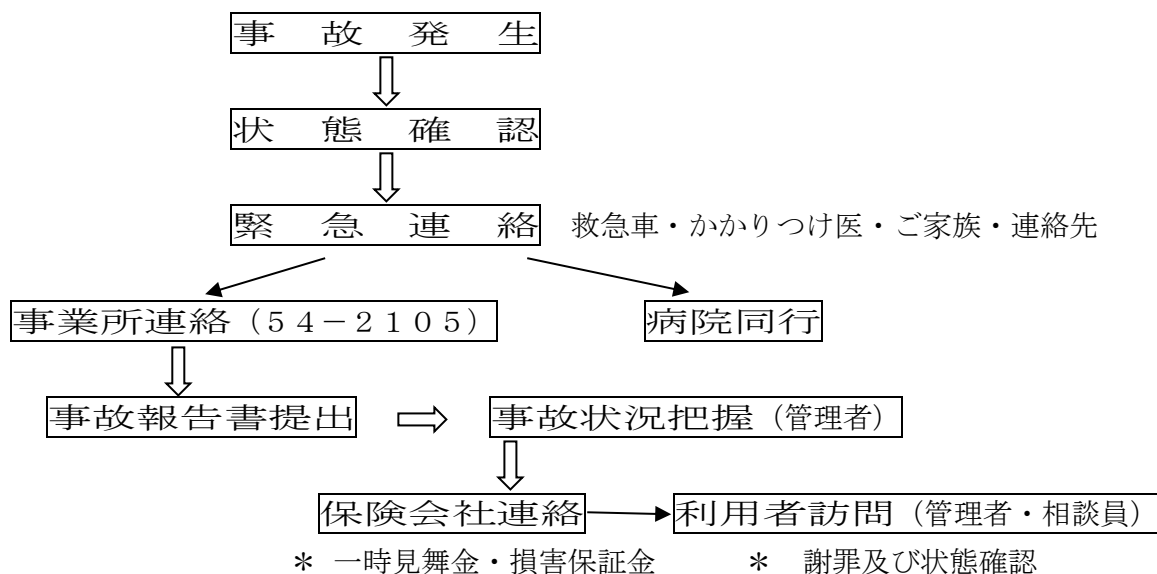 事故発生
状態確認
緊急連絡 救急車・かかりつけ医・ご家族・連絡先
事業所連絡（５４－２１０５） 病院同行
事故報告書提出 事故状況把握（管理者）
保険会社連絡 利用者訪問（管理者・相談員）
＊ 一時見舞金・損害保証金 ＊ 謝罪及び状態確認